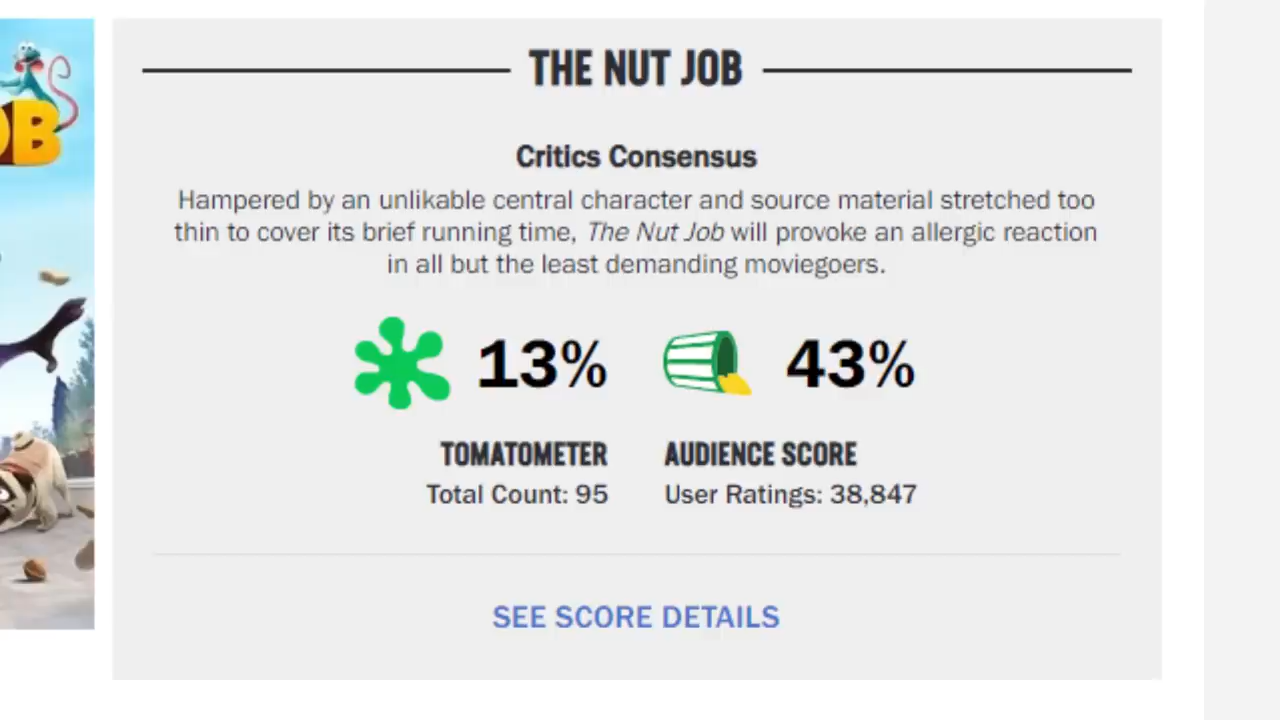 OB
THE NUT JOB
Critics Consensus
Hampered by an unlikable central character and source material stretched too
thin to cover its brief running time, The Nut Job will provoke an allergic reaction
in all but the least demanding moviegoers.
13% 43%
TOMATOMETER AUDIENCE SCORE
Total Count: 95 User Ratings: 38,847
SEE SCORE DETAILS